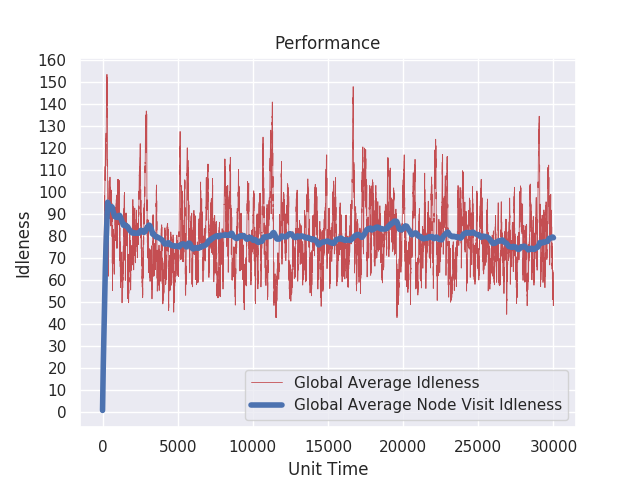 Performance
160
150
140
130
120
110
100
90
80
70
60
50
40
30
20
10
0
Idleness
Global Average Idleness
Global Average Node Visit Idleness
0 5000 10000 15000 20000 25000 30000
Unit Time